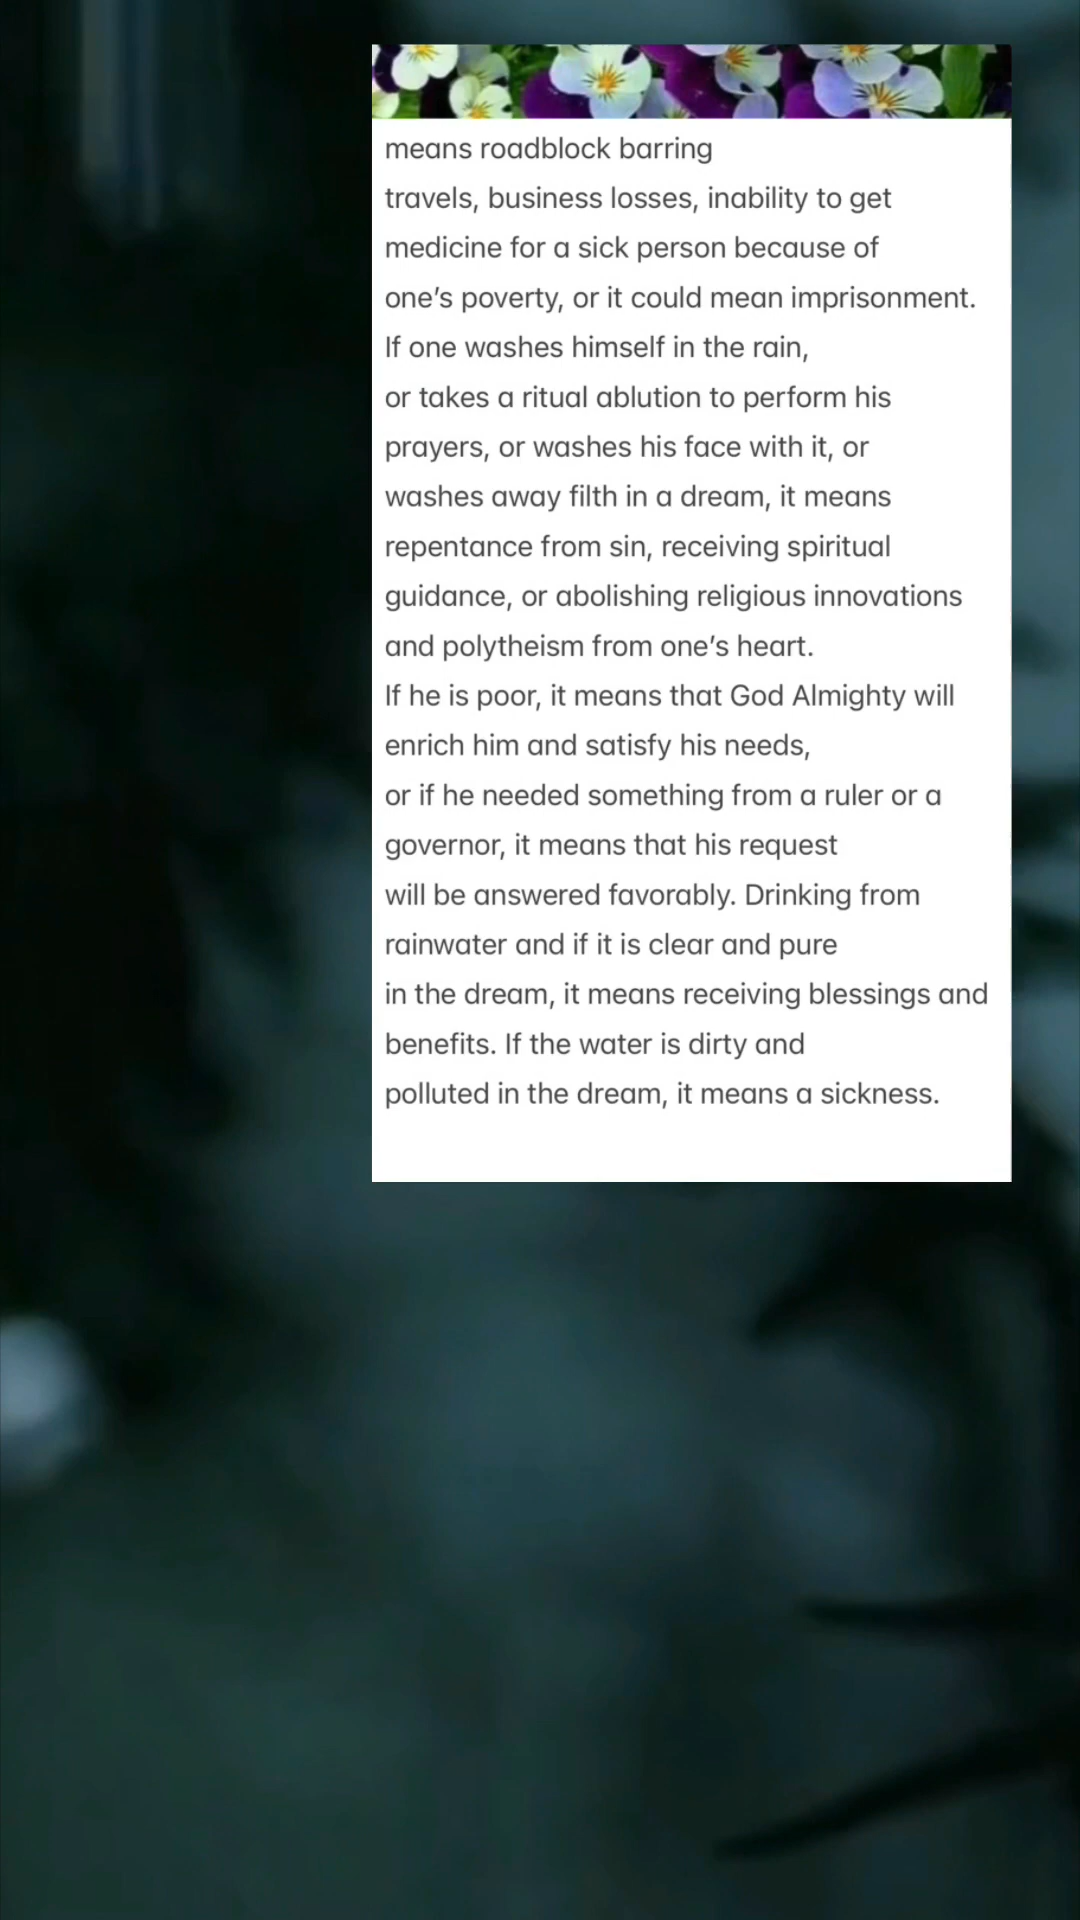 means roadblock barring
travels, business losses, inability to get
medicine for a sick person because of
one’s poverty, or it could mean imprisonment.
If one washes himself in the rain,
or takes a ritual ablution to perform his
prayers, or washes his face with it, or
washes away filth in a dream, it means
repentance from sin, receiving spiritual
guidance, or abolishing religious innovations
and polytheism from one’s heart.
If he is poor, it means that God Almighty will
enrich him and satisfy his needs,
or if he needed something from a ruler or a
governor, it means that his request
will be answered favorably. Drinking from
rainwater and if it is clear and pure
in the dream, it means receiving blessings and
benefits. If the water is dirty and
polluted in the dream, it means a sickness.